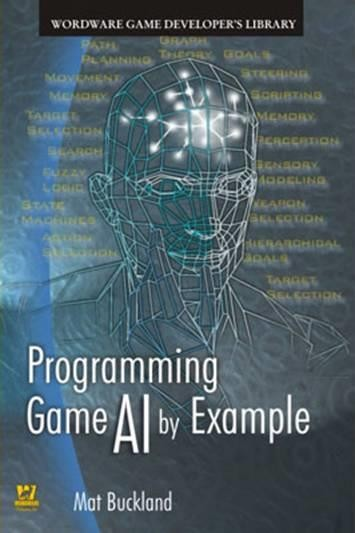 WORDWARE GAME DEVELOPER'S LIBRARY
PATH
PLANNING
GRAPH
THEORY
GOALS
MOVEMENT
STEERING
MEMORY
SCRIPTING
TARGET
SELECTION
MEMORY
PERCEPTION
SEARCH
SENSORY
MODELING
FUZZY
LOGIC
WEAPON
SELECTION
STATE
MACHINES
ACTION
SELECTION
HIERARCHIDAL
GOALS
TARGET
SELECTION
Programming
Game AI by Example
Mat Buckland
WORDWARE